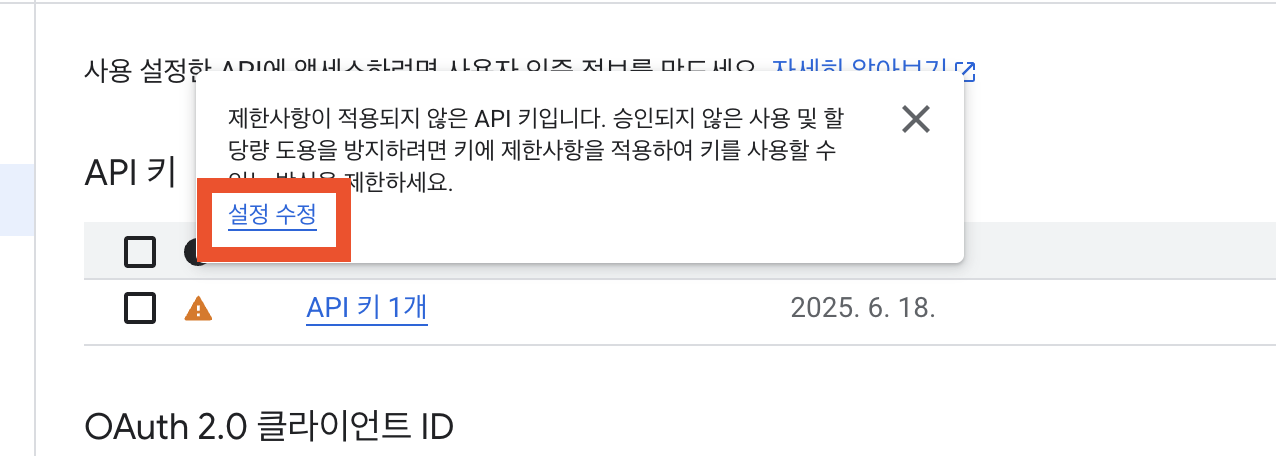 사용 설정한 API에 액세스하려면 사용자 인증 정보를 만드세요. 자세히 알아보기
제한사항이 적용되지 않은 API 키입니다. 승인되지 않은 사용 및 할
당량 도용을 방지하려면 키에 제한사항을 적용하여 키를 사용할 수
있는 방식을 제한하세요.
설정 수정
API 키
API 키 1개
2025. 6. 18.
OAuth 2.0 클라이언트 ID